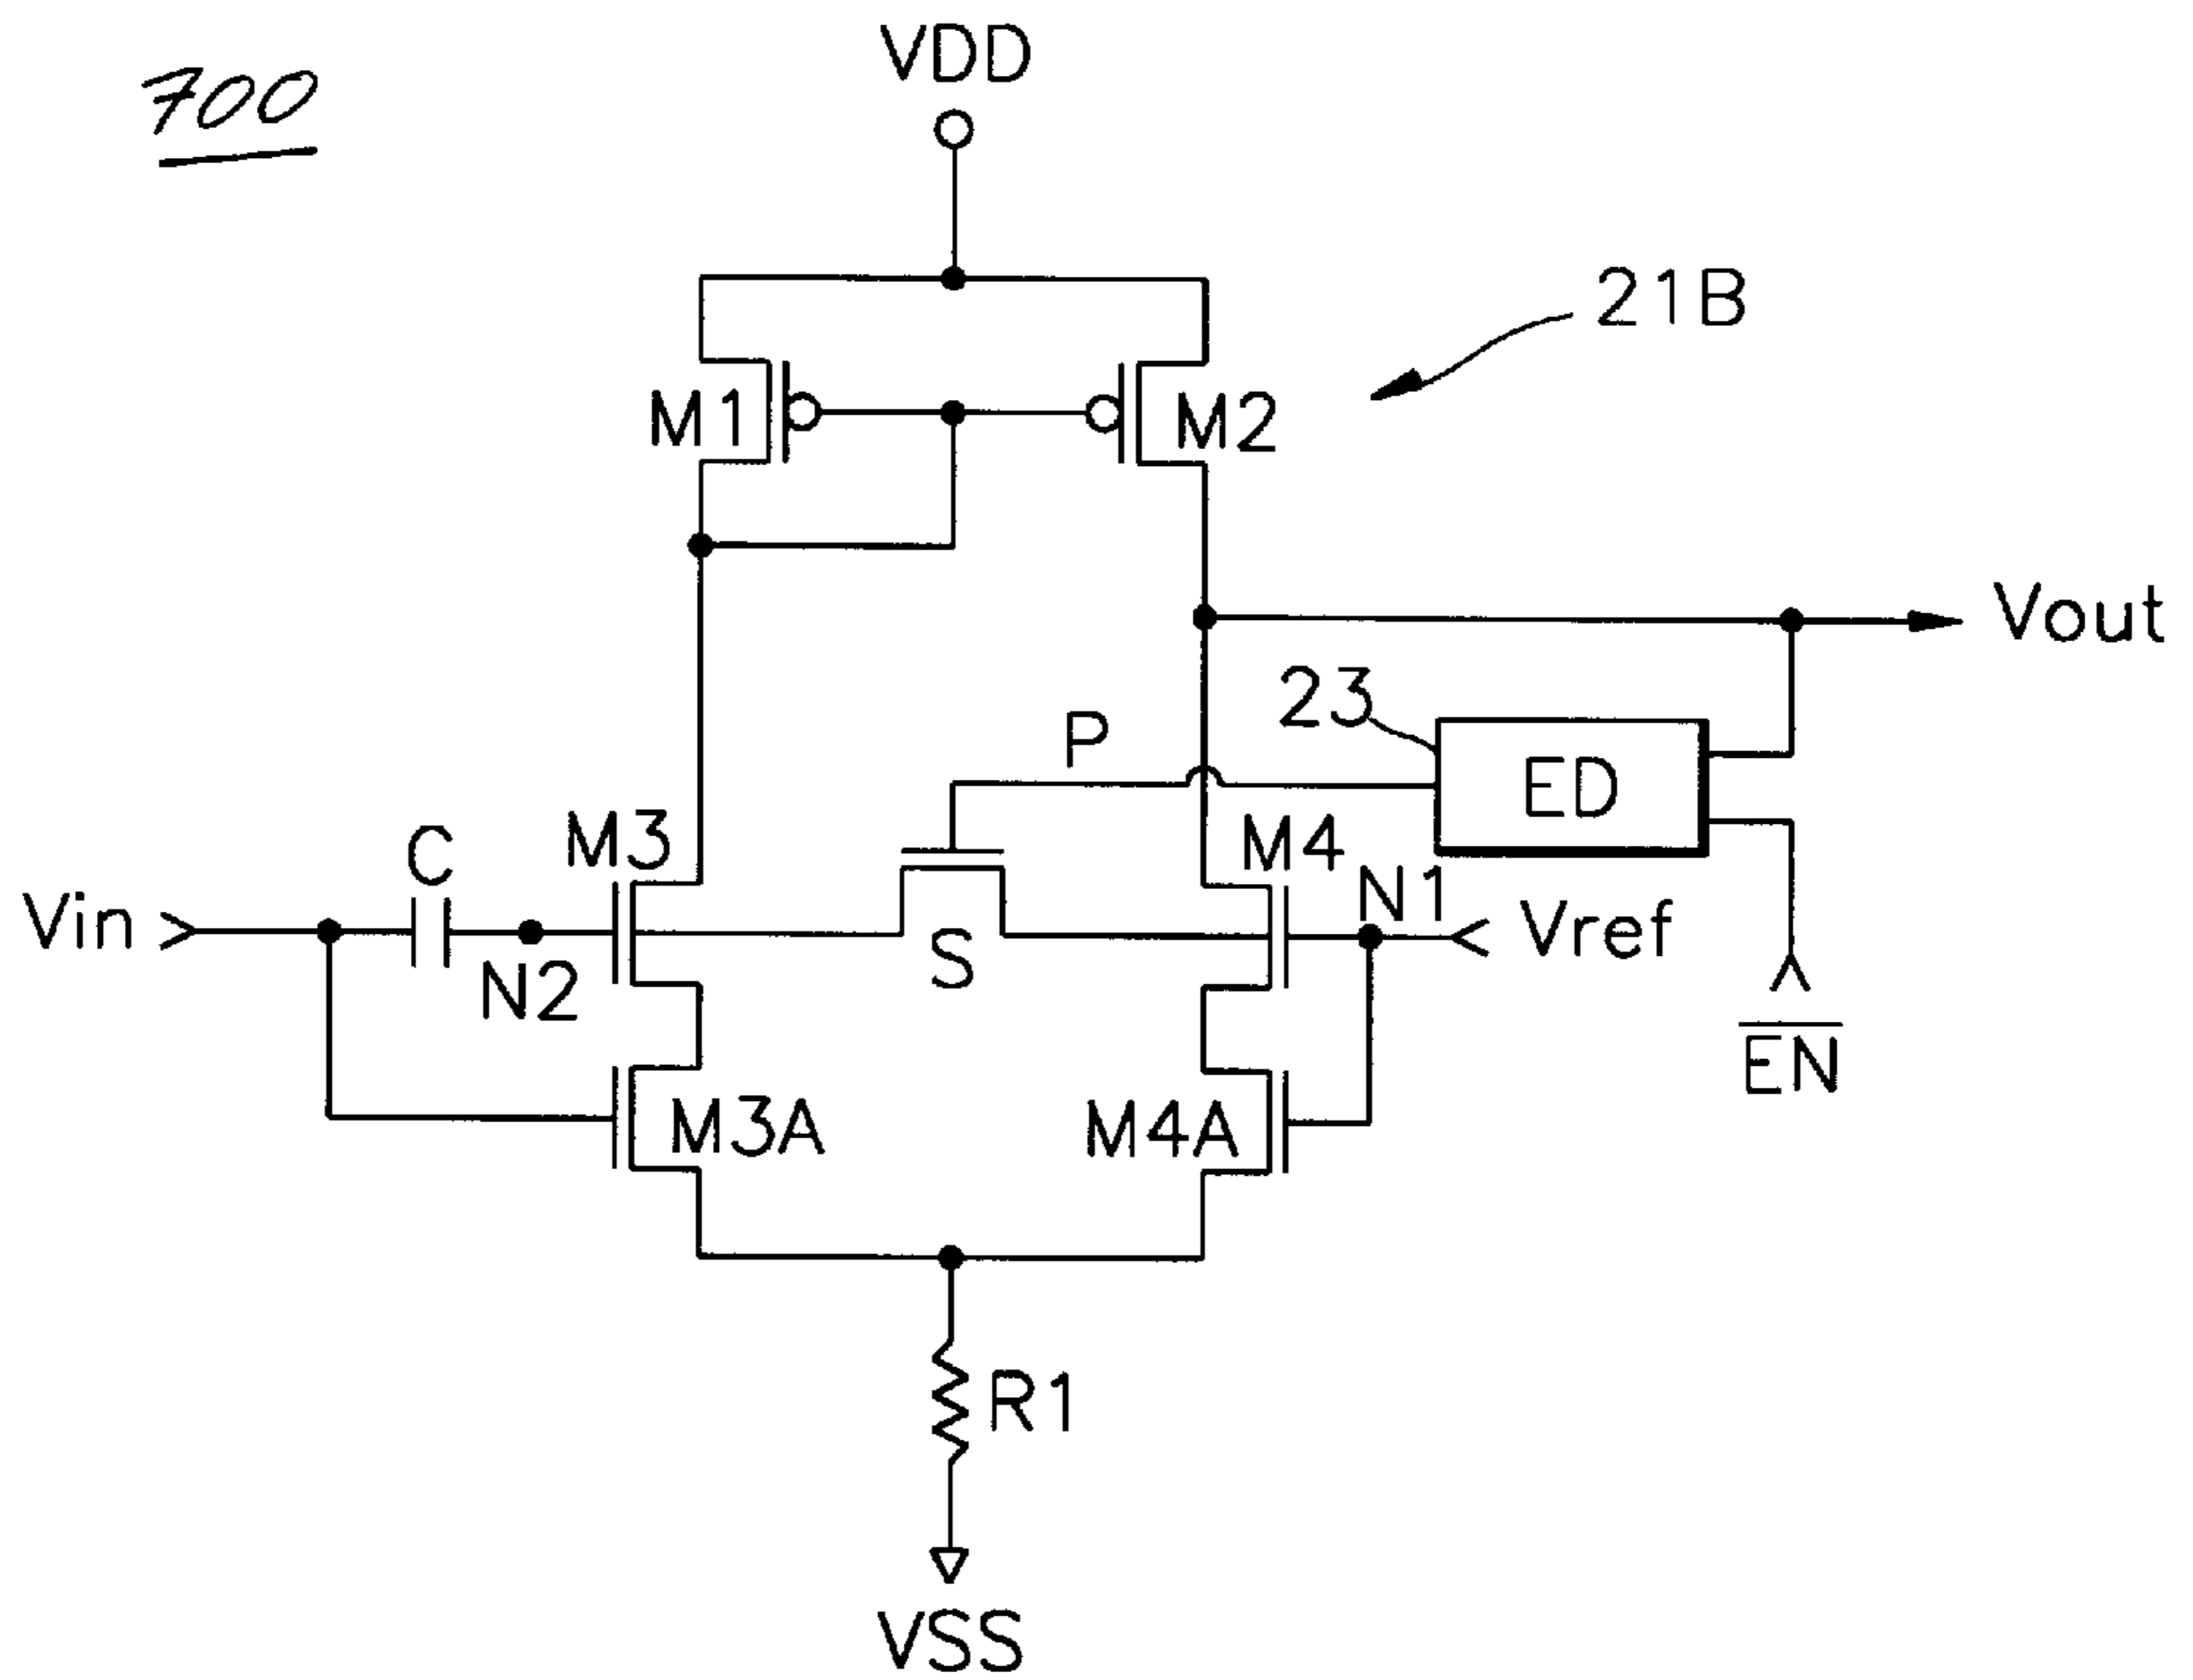 700
VDD
21B
M1
M2
Vout
23
P
ED
M3
M4
C
N1
Vin
Vref
S
N2
EN
M3A
M4A
R1
VSS